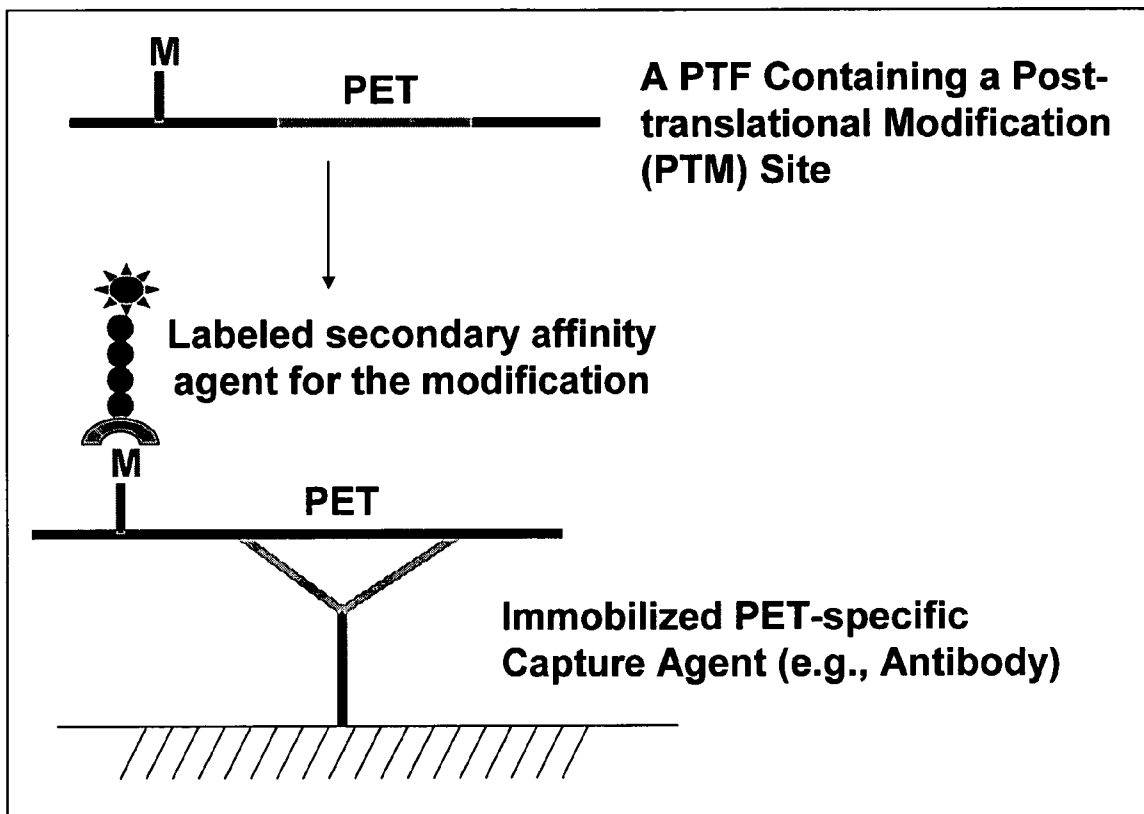 M
PET
A PTF Containing a Post-
translational Modification
(PTM) Site
Labeled secondary affinity
agent for the modification
M
PET
Immobilized PET-specific
Capture Agent (e.g., Antibody)